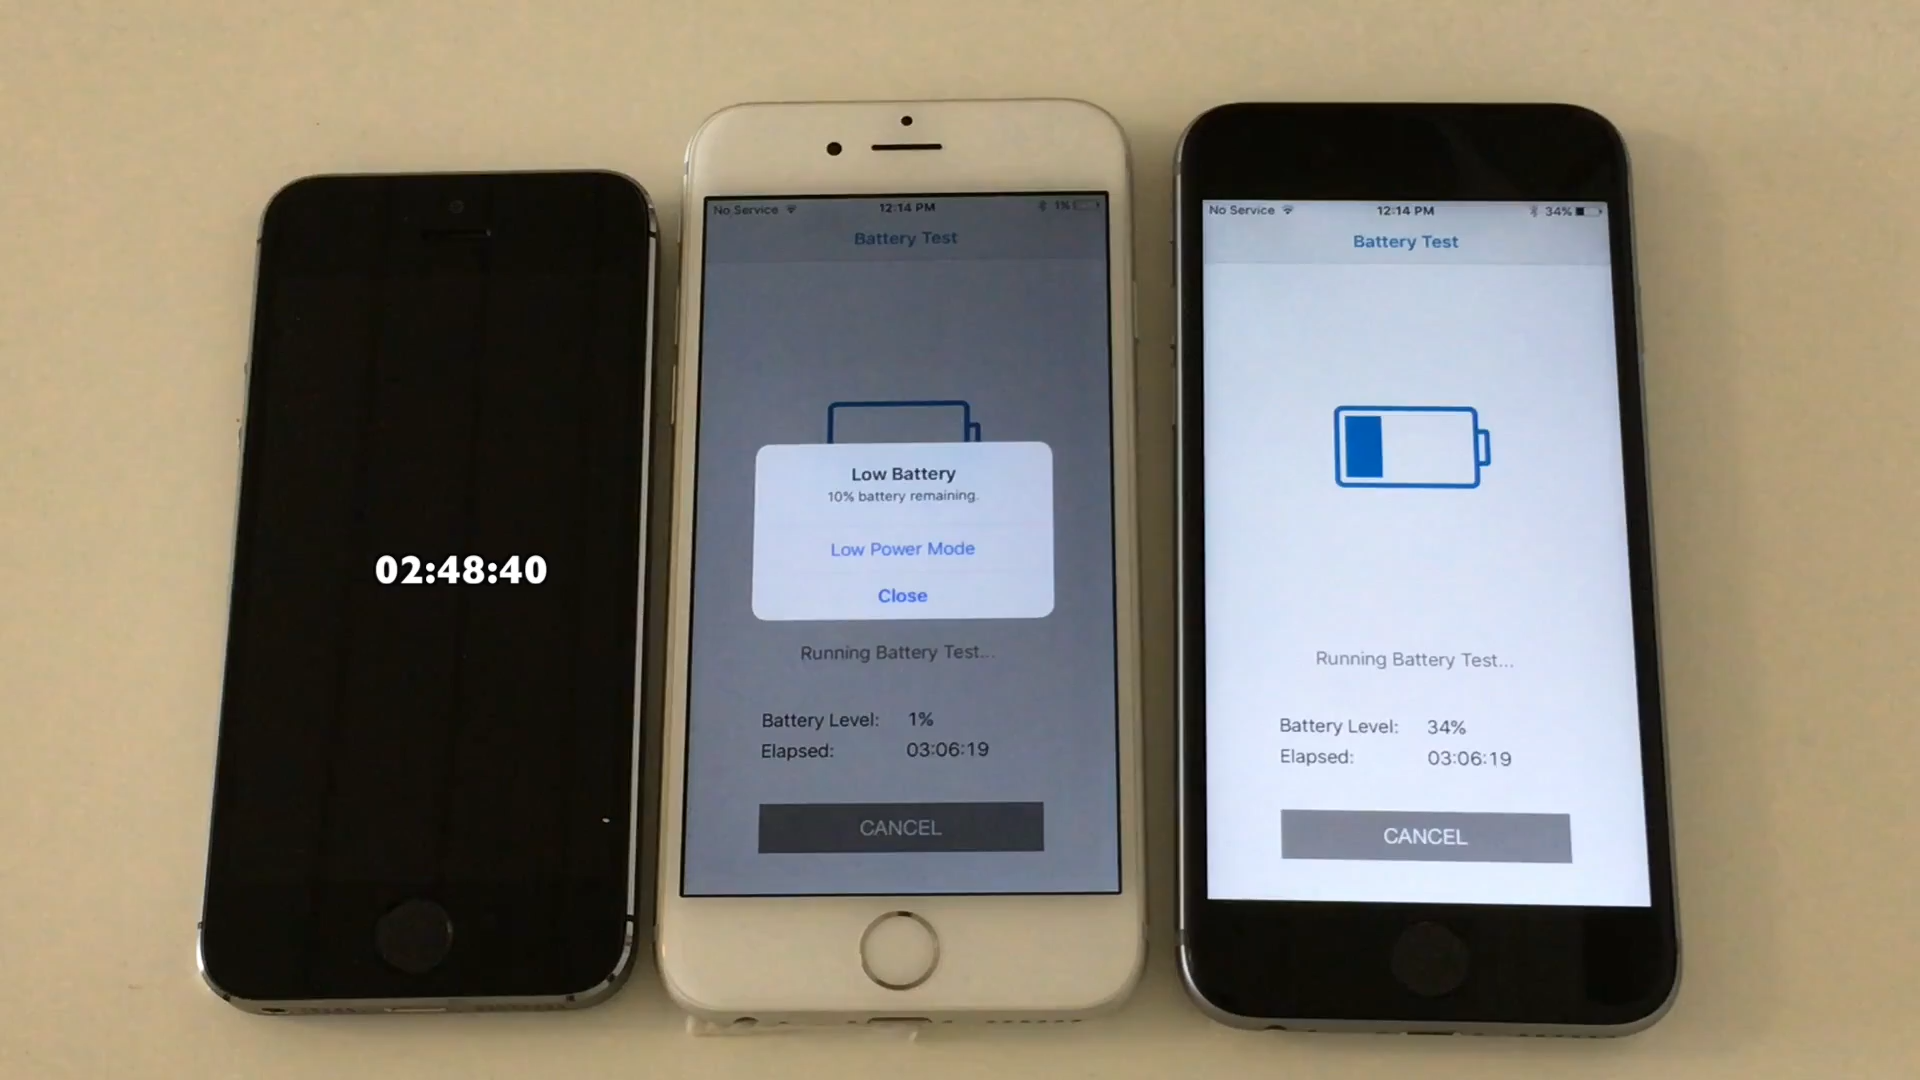 02:48:40
No Service 12:14 PM 1%
Battery Test
Low Battery
10% battery remaining.
Low Power Mode
Close
Running Battery Test...
Battery Level: 1%
Elapsed: 03:06:19
CANCEL
No Service 12:14 PM 34%
Battery Test
Running Battery Test...
Battery Level: 34%
Elapsed: 03:06:19
CANCEL